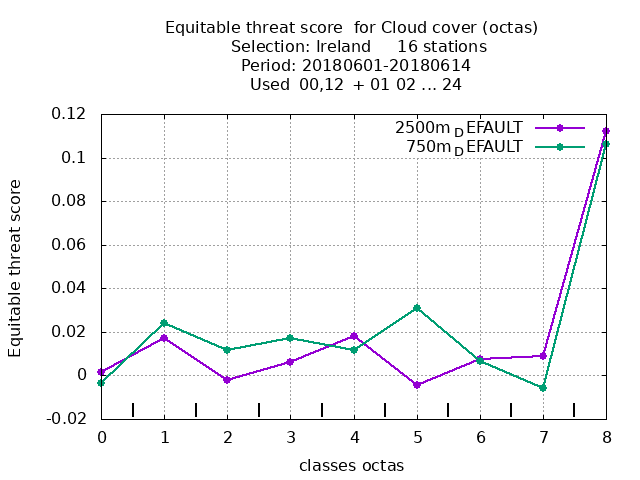 Equitable threat score for Cloud cover (octas)
Selection: Ireland 16 stations
Period: 20180601-20180614
Used 00,12 + 01 02 ... 24
0.12
0.1
0.08
0.06
0.04
0.02
0
-0.02
Equitable threat score
2500m_DEFAULT
750m_DEFAULT
0 1 2 3 4 5 6 7 8
classes octas